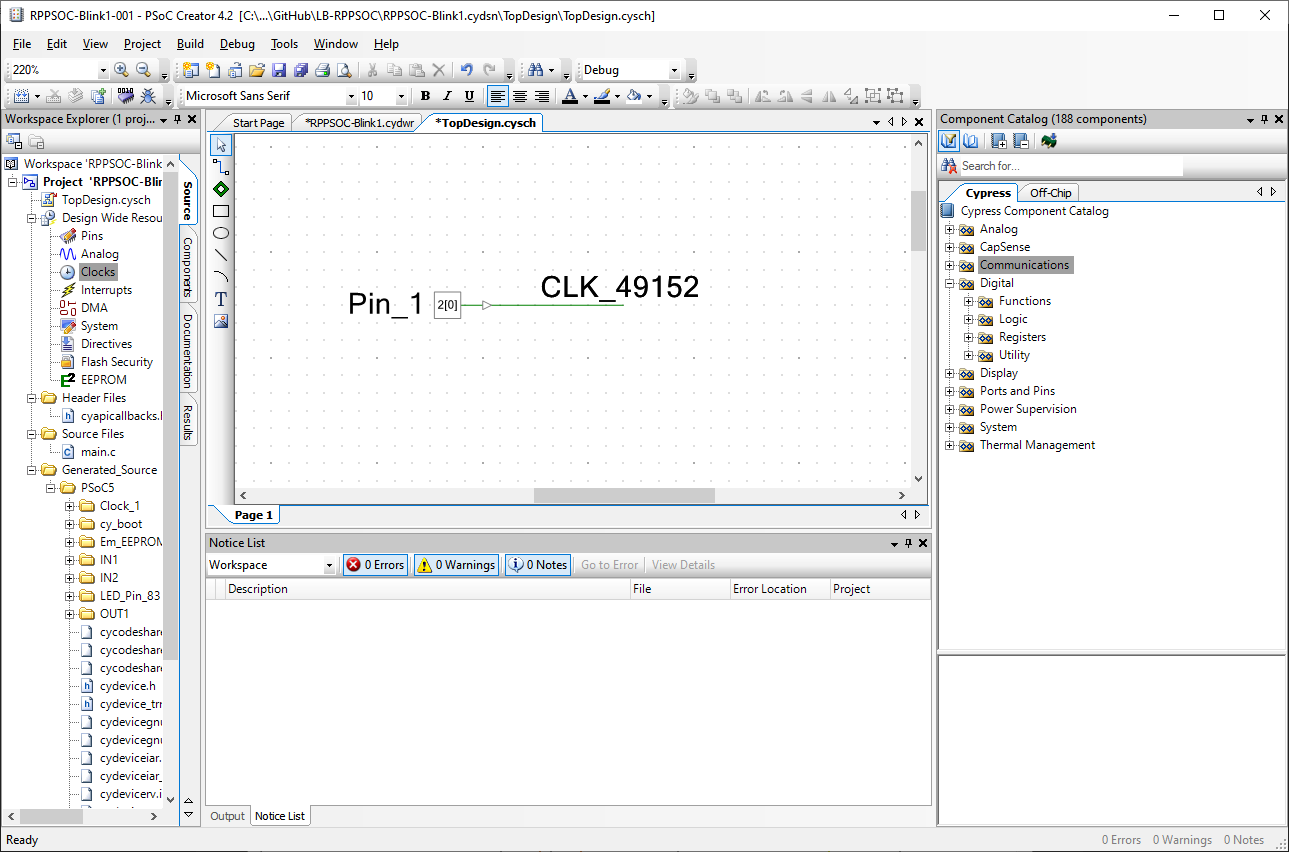 RPPSOC-Blink1-001 - PSoC Creator 4.2 [C:\...\GitHub\LB-RPPSOC\RPPSOC-Blink1.cydsn\TopDesign\TopDesign.cysch]
File Edit View Project Build Debug Tools Window Help
220% Debug
Microsoft Sans Serif 10 B I U A
Workspace Explorer (1 proj...
Workspace 'RPPSOC-Blink
Project 'RPPSOC-Blin
TopDesign.cysch
Design Wide Resou
Pins
Analog
Clocks
Interrupts
DMA
System
Directives
Flash Security
EEPROM
Header Files
cyapicallbacks.
Source Files
main.c
Generated_Source
PSoC5
Clock_1
cy_boot
Em_EEPROM
IN1
IN2
LED_Pin_83
OUT1
cycodeshare
cycodeshare
cycodeshare
cydevice.h
cydevice_trm
cydevicegnu
cydevicegnu
cydeviceiar.
cydeviceiar_
cydevicerv.i
Source
Components
Documentation
Results
Start Page *RPPSOC-Blink1.cydwr *TopDesign.cysch
T
Pin_1 2[0] CLK_49152
Page 1
Notice List
Workspace 0 Errors 0 Warnings 0 Notes Go to Error View Details
Description File Error Location Project
Output Notice List
Component Catalog (188 components)
Search for...
Cypress Off-Chip
Cypress Component Catalog
Analog
CapSense
Communications
Digital
Functions
Logic
Registers
Utility
Display
Ports and Pins
Power Supervision
System
Thermal Management
Ready 0 Errors 0 Warnings 0 Notes